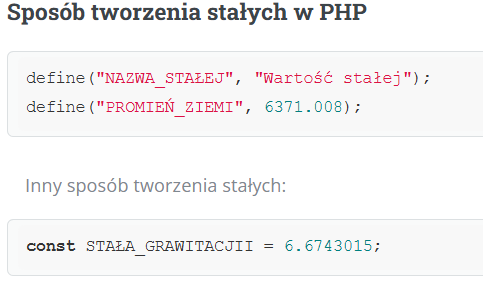 Sposób tworzenia stałych w PHP
define("NAZWA_STAŁEJ", "Wartość stałej");
define("PROMIEŃ_ZIEMI", 6371.008);
Inny sposób tworzenia stałych:
const STAŁA_GRAWITACJII = 6.6743015;